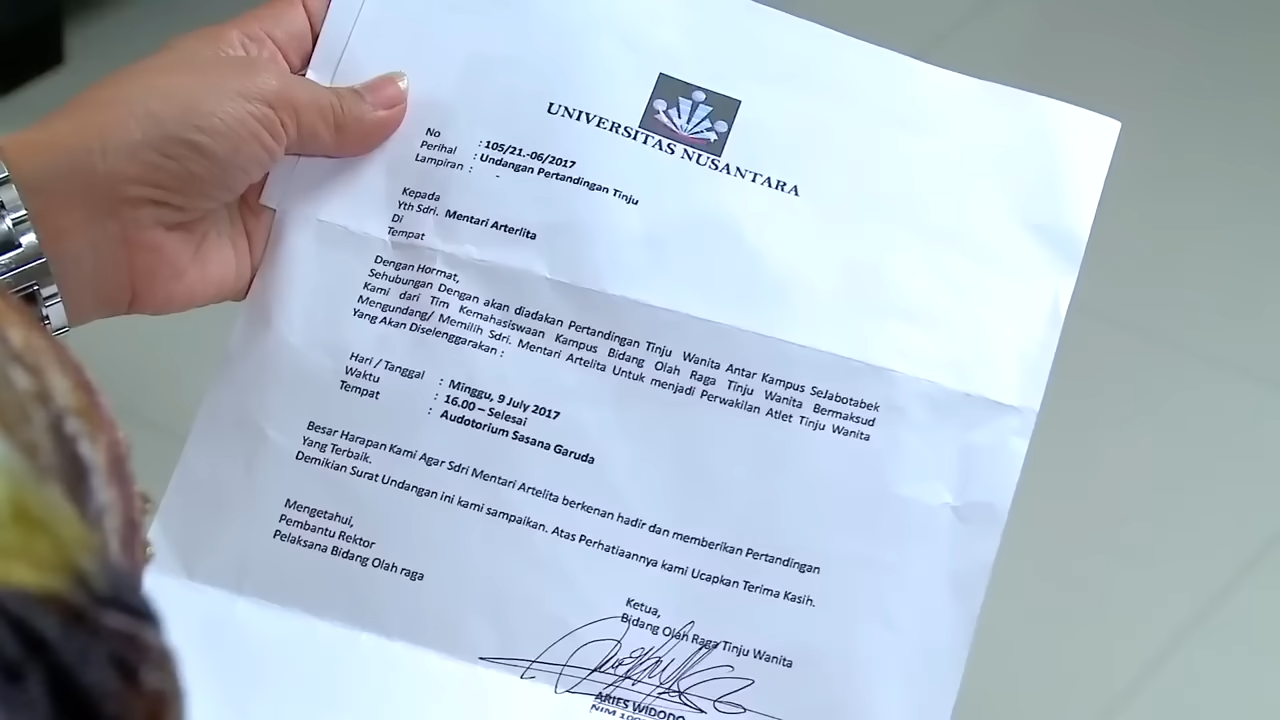 UNIVERSITAS NUSANTARA
No : 105/21.-06/2017
Perihal : Undangan Pertandingan Tinju
Lampiran : -
Kepada
Yth Sdri. Mentari Arterlita
Di
Tempat
Dengan Hormat,
Sehubungan Dengan akan diadakan Pertandingan Tinju Wanita Antar Kampus Selabotabek
Kami dari Tim Kemahasiswaan Kampus Bidang Olah Raga Tinju Wanita Bermaksud
Mengundang/ Memilih Sdri. Mentari Artelita Untuk menjadi Perwakilan Atlet Tinju Wanita
Yang Akan Diselenggarakan :
Hari / Tanggal : Minggu, 9 July 2017
Waktu : 16.00 – Selesai
Tempat : Audotorium Sasana Garuda
Besar Harapan Kami Agar Sdri Mentari Artelita berkenan hadir dan memberikan Pertandingan
Yang Terbaik.
Demikian Surat Undangan ini kami sampaikan. Atas Perhatiaannya kami Ucapkan Terima Kasih.
Mengetahui,
Pembantu Rektor
Pelaksana Bidang Olah raga
Ketua,
Bidang Olah Raga Tinju Wanita
ARIES WIDODO
NIM